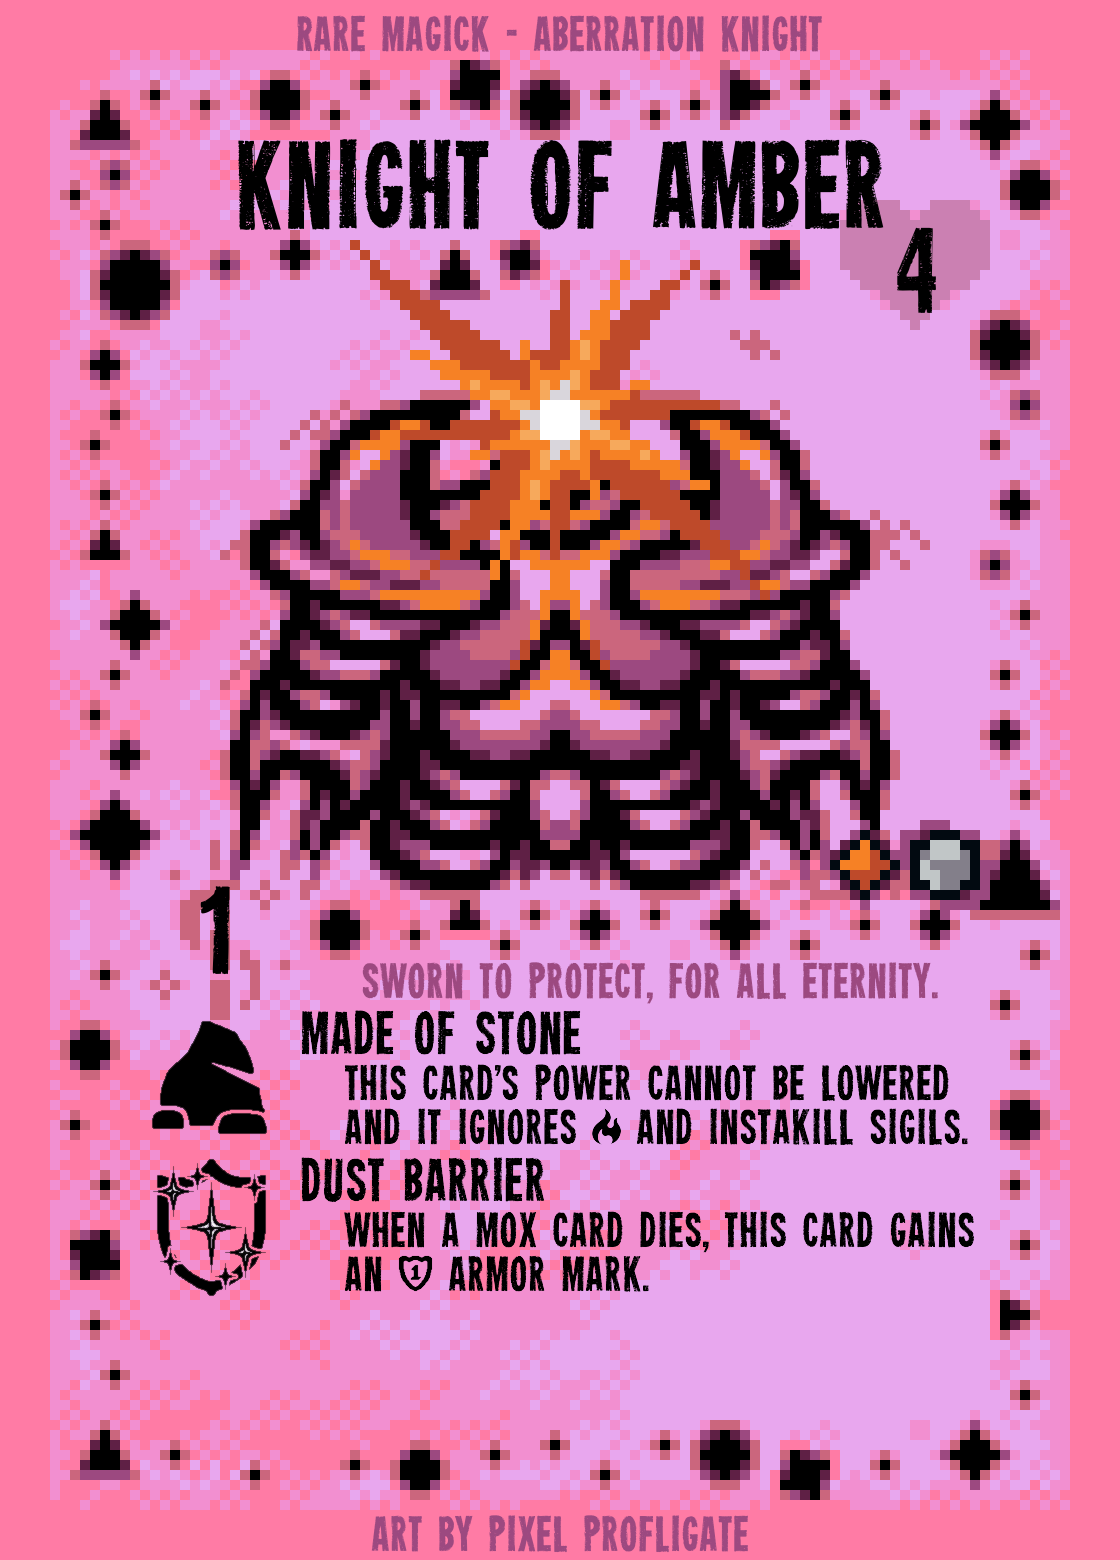 RARE MAGICK - ABERRATION KNIGHT
KNIGHT OF AMBER
4
1
SWORN TO PROTECT, FOR ALL ETERNITY.
MADE OF STONE
THIS CARD'S POWER CANNOT BE LOWERED
AND IT IGNORES AND INSTAKILL SIGILS.
DUST BARRIER
WHEN A MOX CARD DIES, THIS CARD GAINS
AN 1 ARMOR MARK.
ART BY PIXEL PROFLIGATE